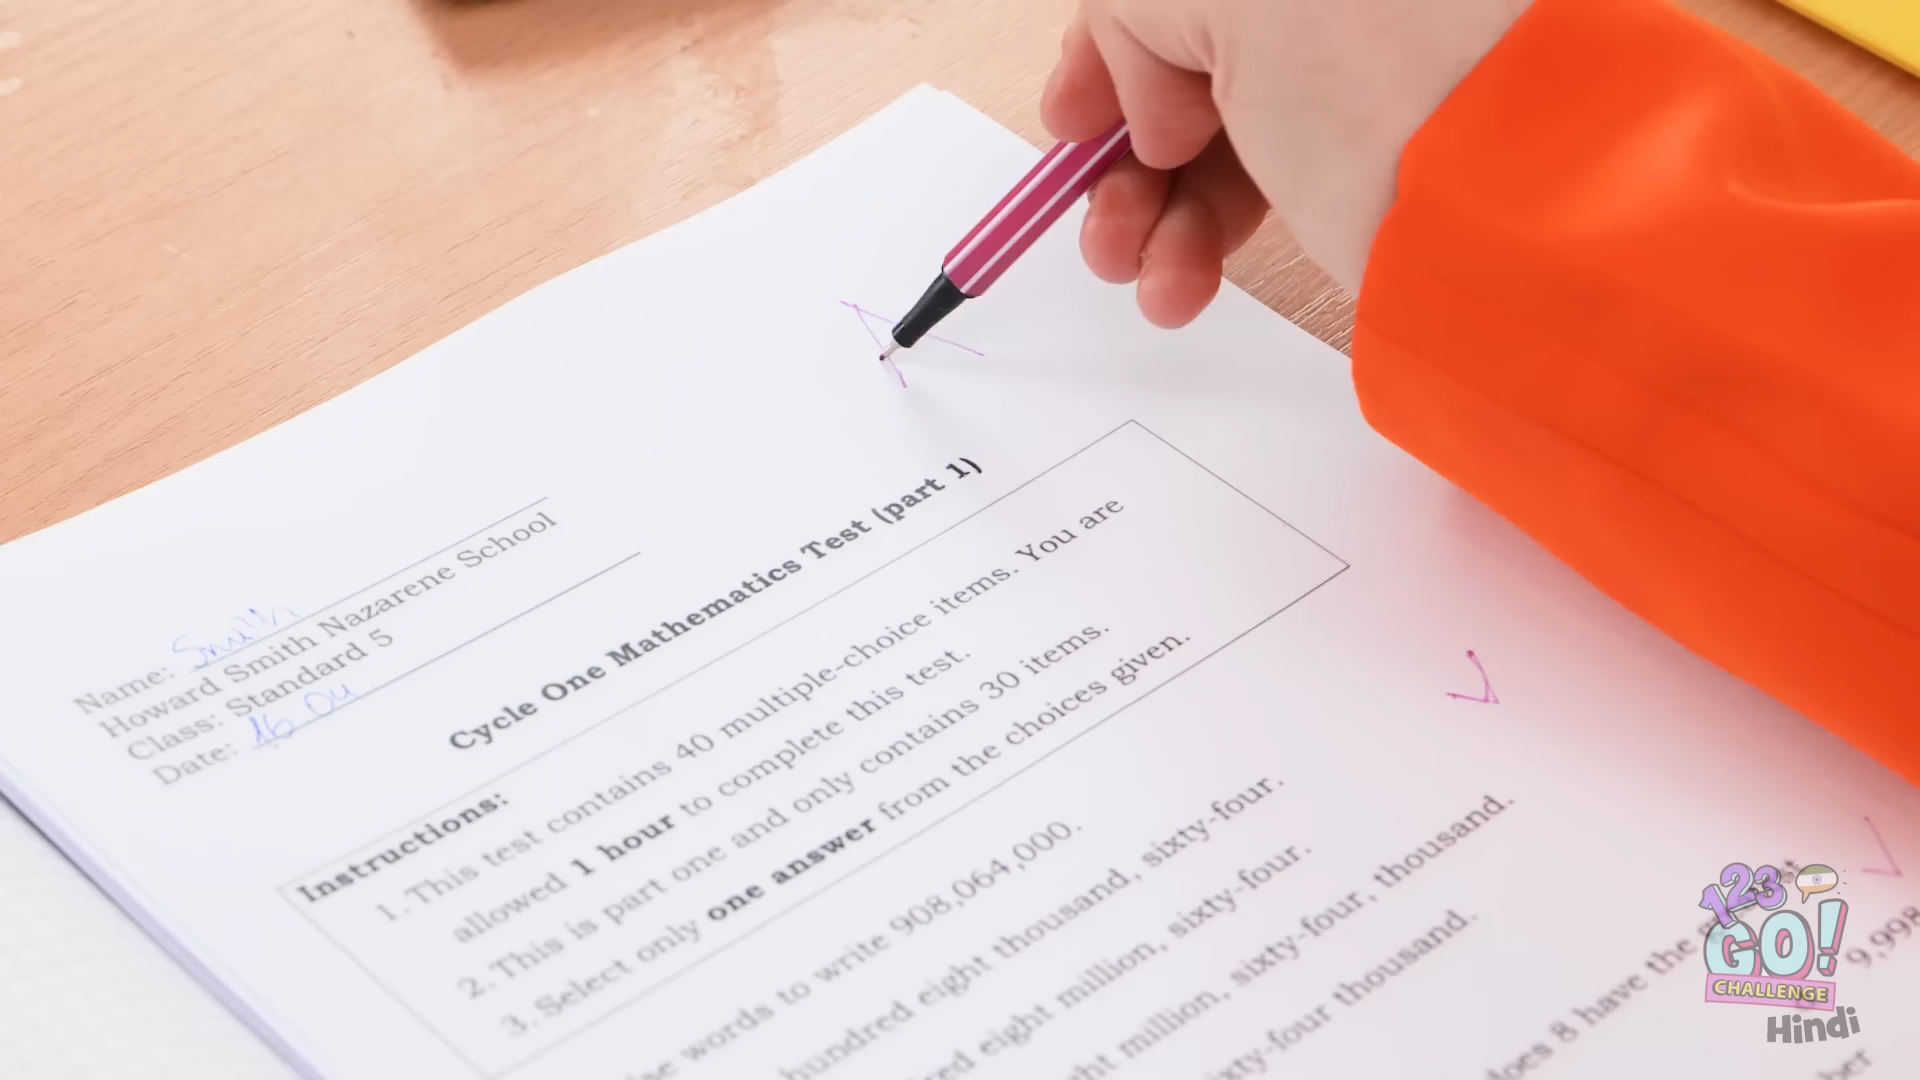 Name: Smith
Howard Smith Nazarene School
Class: Standard 5
Date: 16 04
Cycle One Mathematics Test (part 1)
Instructions:
1. This test contains 40 multiple-choice items. You are
allowed 1 hour to complete this test.
2. This is part one and only contains 30 items.
3. Select only one answer from the choices given.
words to write 908,064,000.
hundred eight thousand, sixty-four.
eight million, sixty-four.
million, sixty-four, thousand.
sixty-four thousand.
8 have the
9,998
123
GO!
CHALLENGE
Hindi